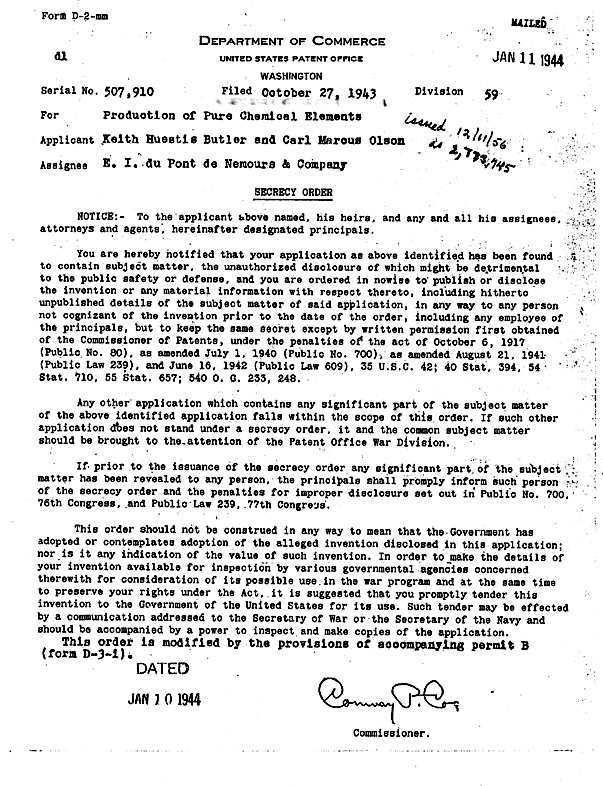 Form D-2-mm
MAILED
DEPARTMENT OF COMMERCE
dl
UNITED STATES PATENT OFFICE
JAN 11 1944
WASHINGTON
Serial No. 507,910 Filed October 27, 1943 Division 59
For Production of Pure Chemical Elements
issued 12/11/56
Applicant Keith Huestis Butler and Carl Marcus Olson
as 2,773,745
Assignee E. I. du Pont de Nemours & Company
SECRECY ORDER
NOTICE:- To the applicant above named, his heirs, and any and all his assignees,
attorneys and agents, hereinafter designated principals.
You are hereby notified that your application as above identified has been found
to contain subject matter, the unauthorized disclosure of which might be detrimental
to the public safety or defense, and you are ordered in nowise to publish or disclose
the invention or any material information with respect thereto, including hitherto
unpublished details of the subject matter of said application, in any way to any person
not cognizant of the invention prior to the date of the order, including any employee of
the principals, but to keep the same secret except by written permission first obtained
of the Commissioner of Patents, under the penalties of the act of October 6, 1917
(Public No. 80), as amended July 1, 1940 (Public No. 700), as amended August 21, 1941
(Public Law 239), and June 16, 1942 (Public Law 609), 35 U.S.C. 42; 40 Stat. 394, 54
Stat. 710, 55 Stat. 657; 540 O. G. 233, 248.
Any other application which contains any significant part of the subject matter
of the above identified application falls within the scope of this order. If such other
application does not stand under a secrecy order, it and the common subject matter
should be brought to the attention of the Patent Office War Division.
If prior to the issuance of the secrecy order any significant part of the subject
matter has been revealed to any person, the principals shall promply inform such person
of the secrecy order and the penalties for improper disclosure set out in Public No. 700,
76th Congress, and Public Law 239, 77th Congress.
This order should not be construed in any way to mean that the Government has
adopted or contemplates adoption of the alleged invention disclosed in this application;
nor is it any indication of the value of such invention. In order to make the details of
your invention available for inspection by various governmental agencies concerned
therewith for consideration of its possible use in the war program and at the same time
to preserve your rights under the Act, it is suggested that you promptly tender this
invention to the Government of the United States for its use. Such tender may be effected
by a communication addressed to the Secretary of War or the Secretary of the Navy and
should be accompanied by a power to inspect and make copies of the application.
This order is modified by the provisions of accompanying permit B
(form D-3-1).
DATED
JAN 10 1944
Conway P. Coe
Commissioner.